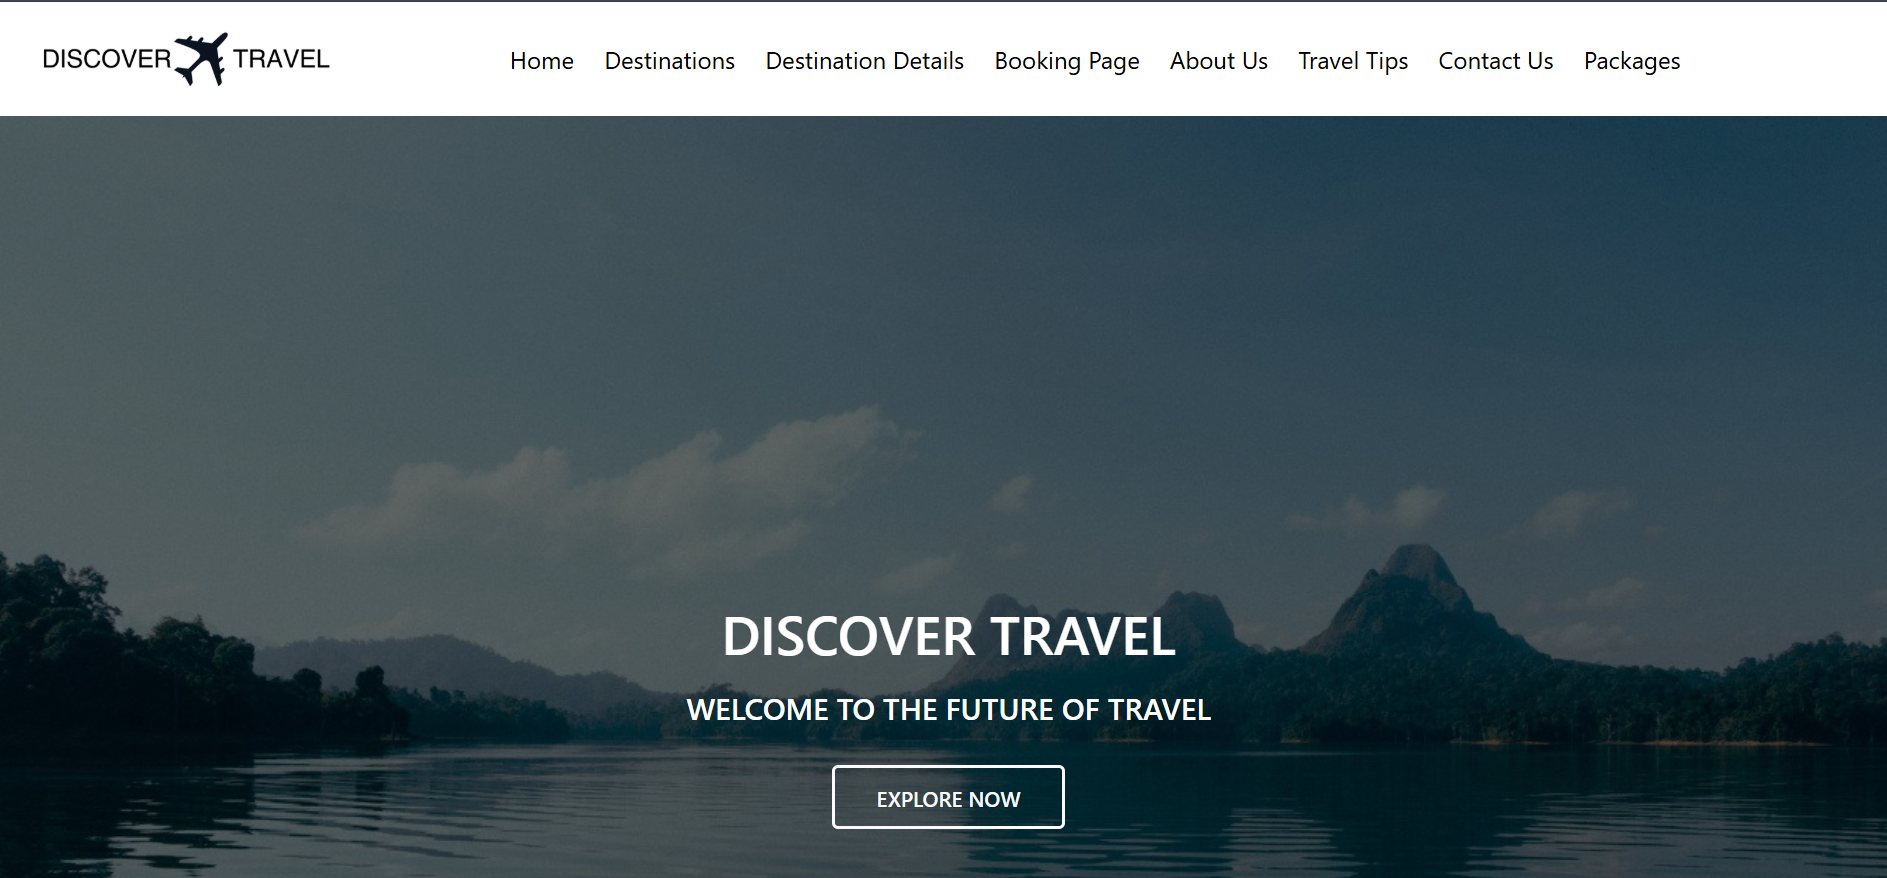 DISCOVER TRAVEL
Home Destinations Destination Details Booking Page About Us Travel Tips Contact Us Packages
DISCOVER TRAVEL
WELCOME TO THE FUTURE OF TRAVEL
EXPLORE NOW